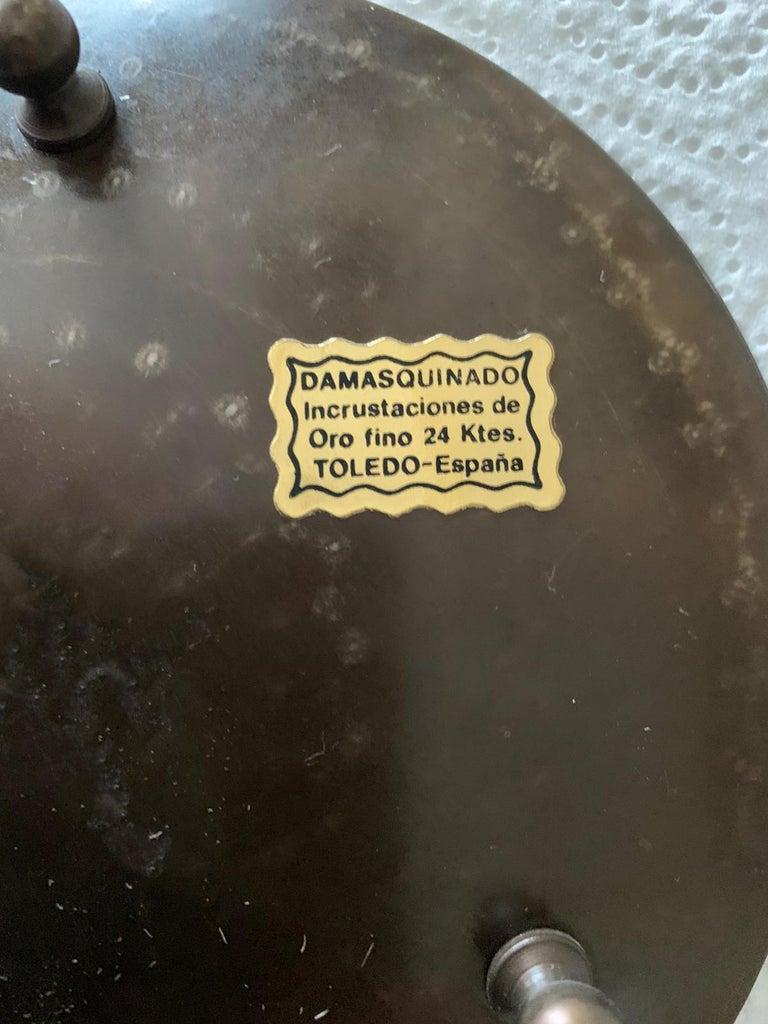 DAMASQUINADO
Incrustaciones de
Oro fino 24 Ktes.
TOLEDO-España